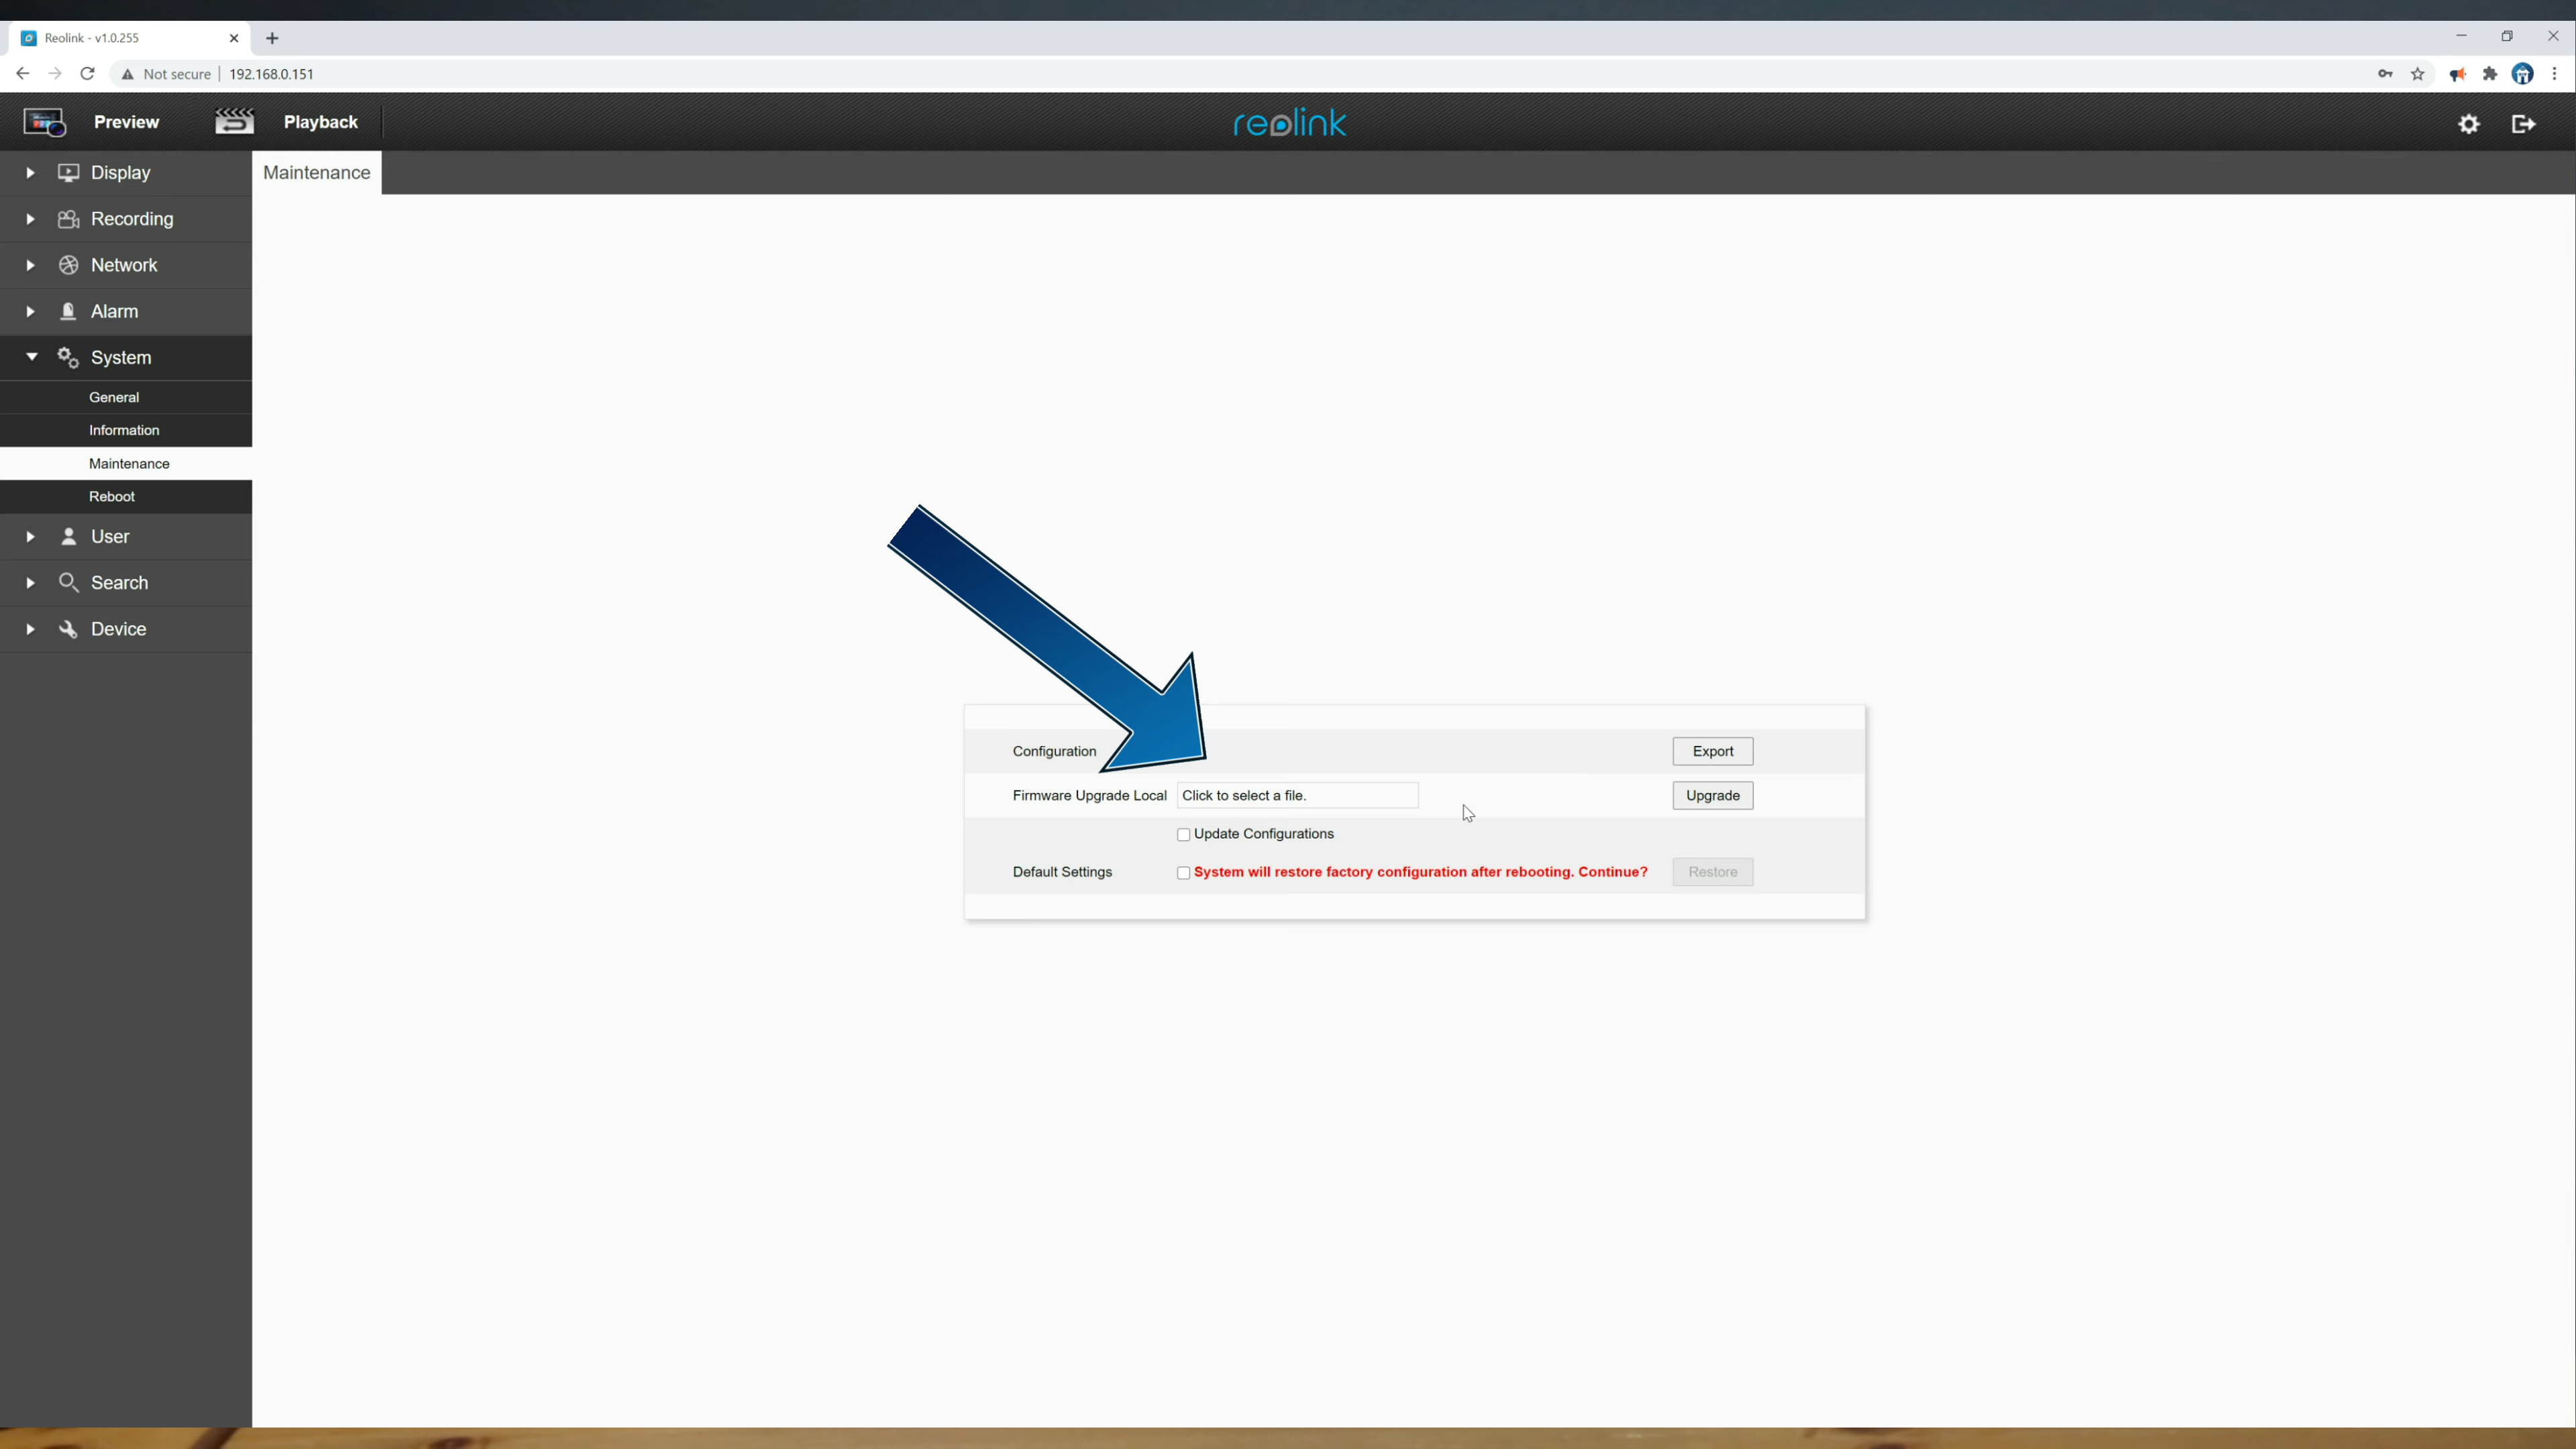 Reolink - v1.0.255
Not secure | 192.168.0.151
Preview
Playback
reolink
Display
Maintenance
Recording
Network
Alarm
System
General
Information
Maintenance
Reboot
User
Search
Device
Configuration
Export
Firmware Upgrade Local
Click to select a file.
Upgrade
Update Configurations
Default Settings
System will restore factory configuration after rebooting. Continue?
Restore